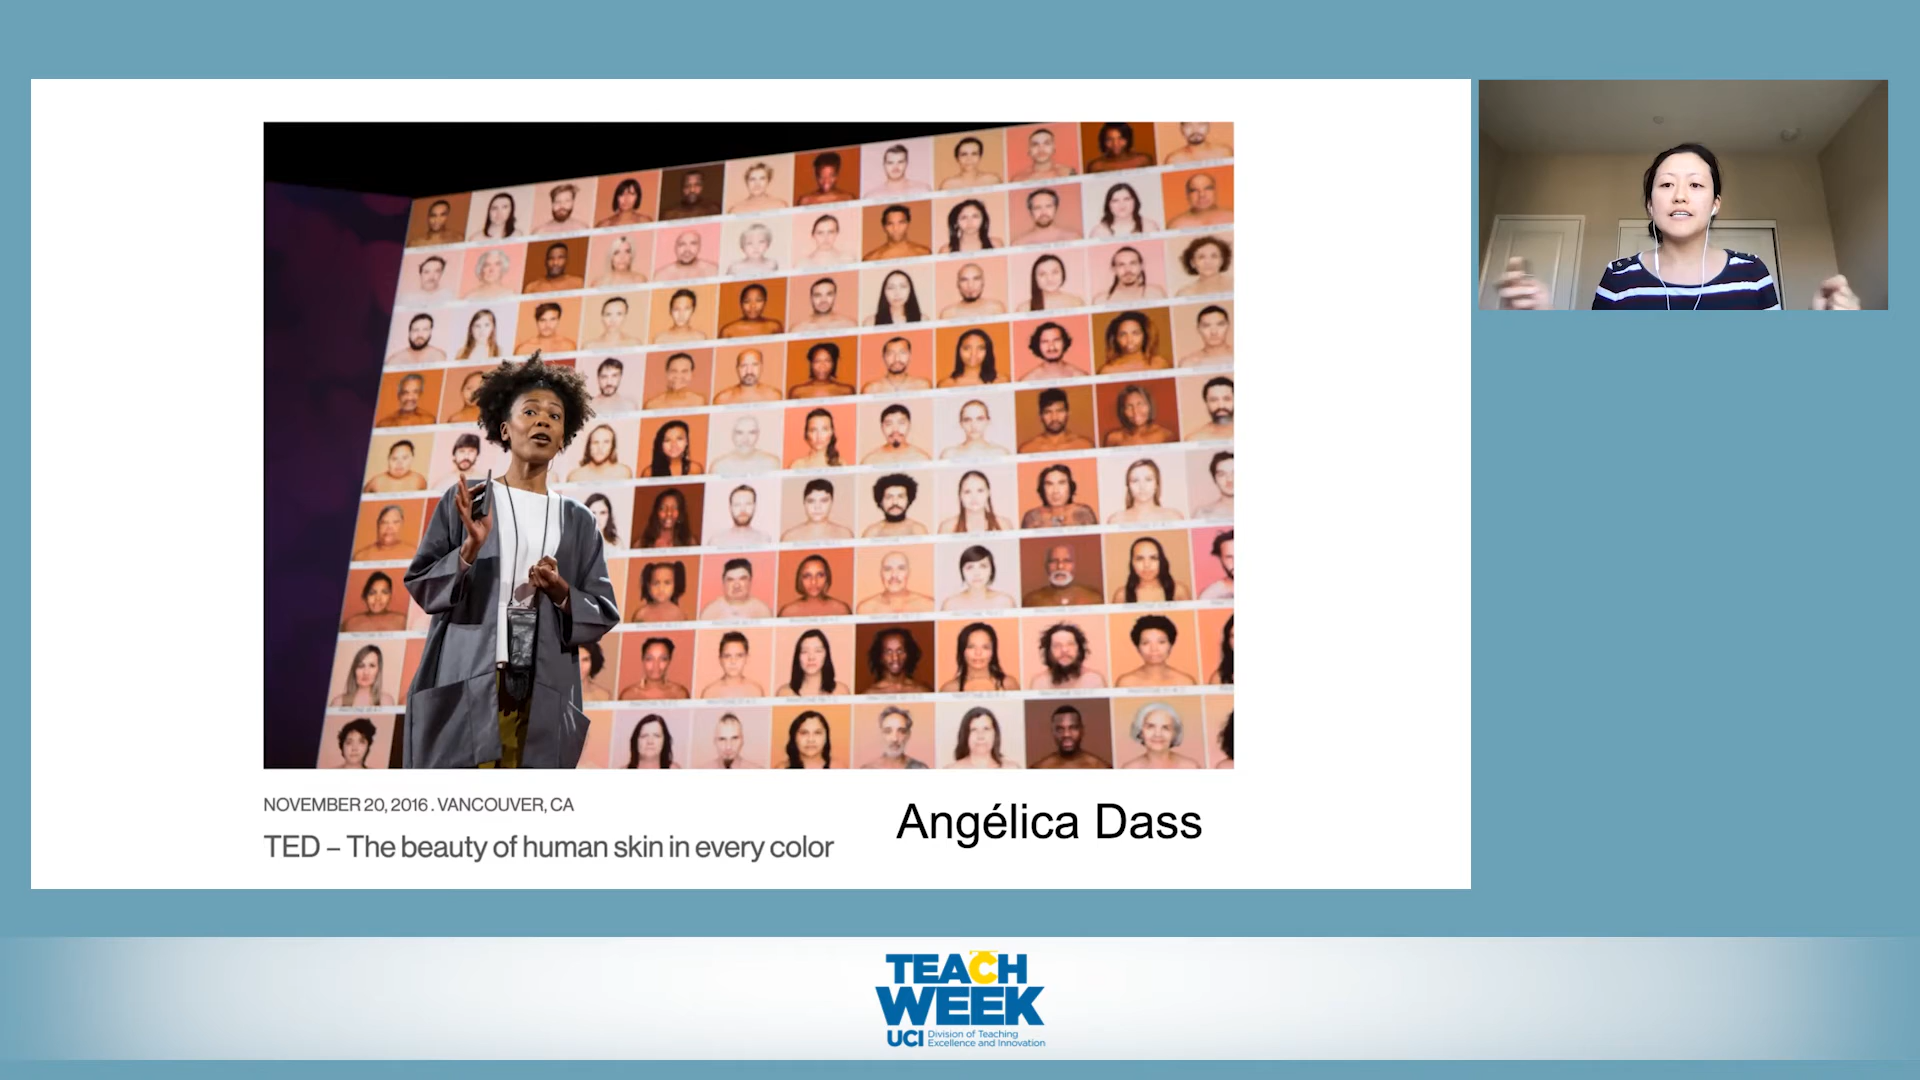 NOVEMBER 20, 2016 . VANCOUVER, CA
TED – The beauty of human skin in every color
Angélica Dass
TEACH
WEEK
UCI Division of Teaching
Excellence and Innovation